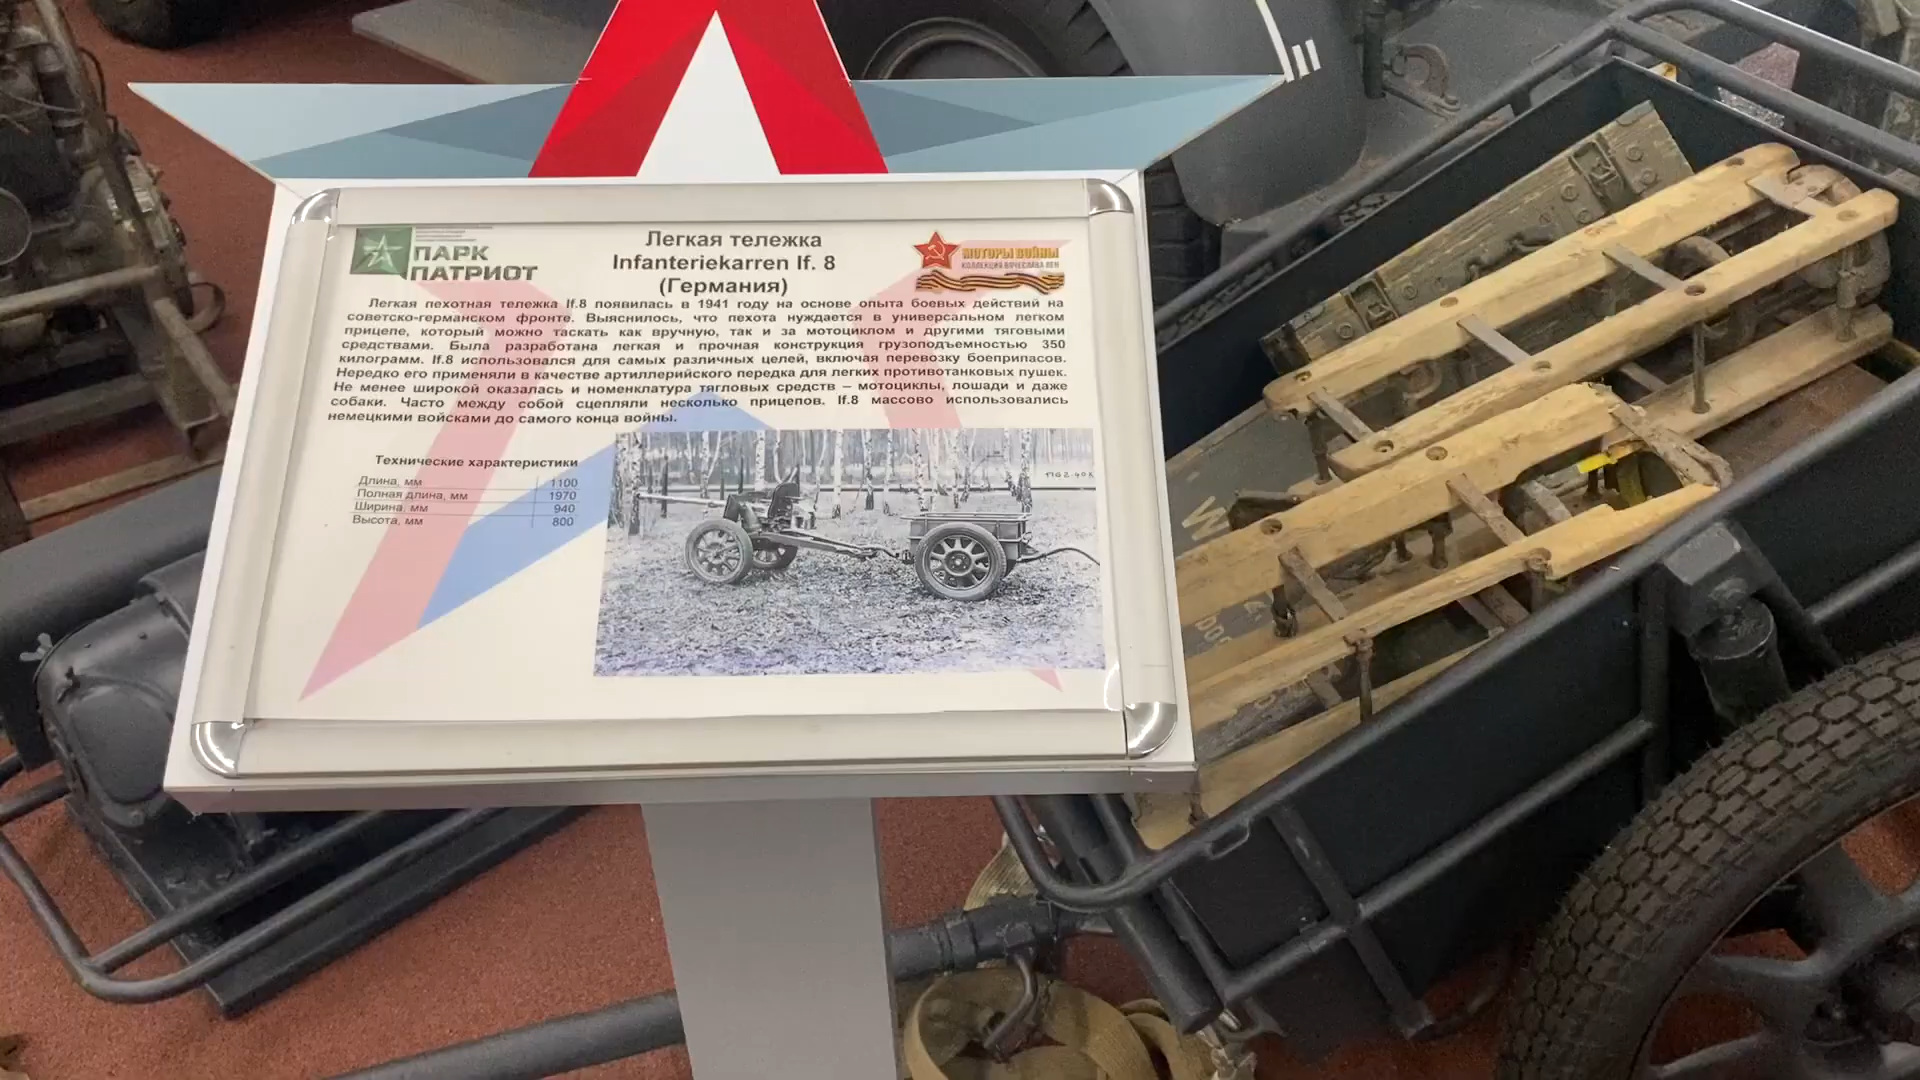 ПАРК
ПАТРИОТ
Легкая тележка
Infanteriekarren If. 8
(Германия)
МОТОРЫ ВОЙНЫ
КОЛЛЕКЦИЯ ВЯЧЕСЛАВА ЛЕН
Легкая пехотная тележка If.8 появилась в 1941 году на основе опыта боевых действий на
советско-германском фронте. Выяснилось, что пехота нуждается в универсальном легком
прицепе, который можно таскать как вручную, так и за мотоциклом и другими тяговыми
средствами. Была разработана легкая и прочная конструкция грузоподъемностью 350
килограмм. If.8 использовался для самых различных целей, включая перевозку боеприпасов.
Нередко его применяли в качестве артиллерийского передка для легких противотанковых пушек.
Не менее широкой оказалась и номенклатура тягловых средств – мотоциклы, лошади и даже
собаки. Часто между собой сцепляли несколько прицепов. If.8 массово использовались
немецкими войсками до самого конца войны.
Технические характеристики
Длина, мм 1100
Полная длина, мм 1970
Ширина, мм 940
Высота, мм 800